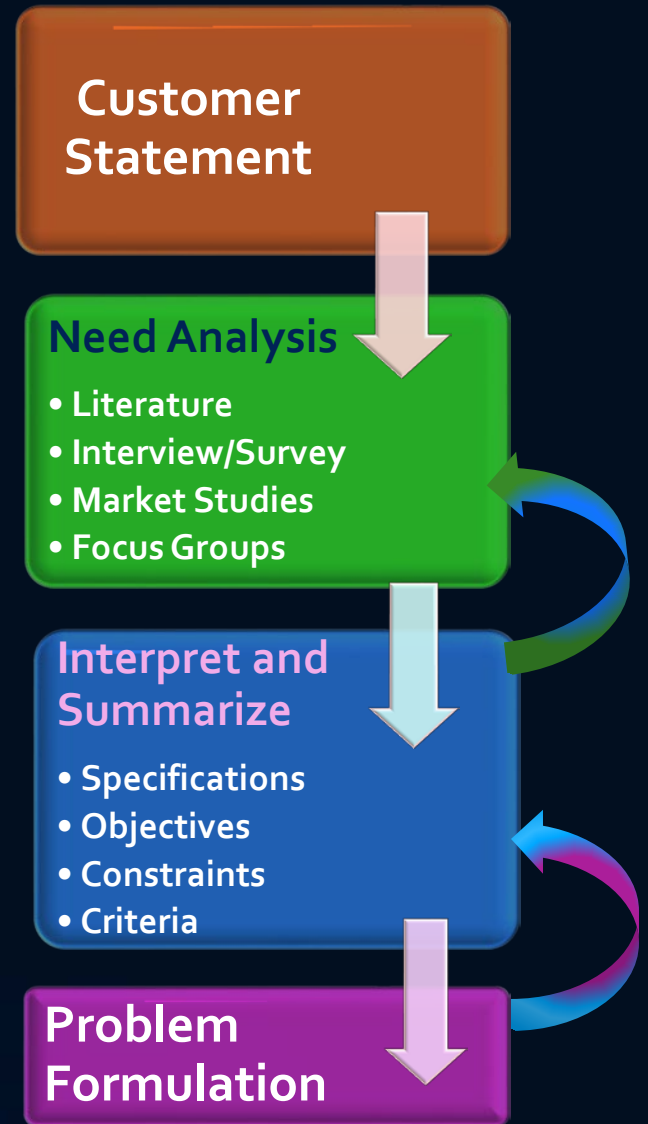 Customer
Statement
Need Analysis
• Literature
• Interview/Survey
• Market Studies
• Focus Groups
Interpret and
Summarize
• Specifications
• Objectives
• Constraints
• Criteria
Problem
Formulation